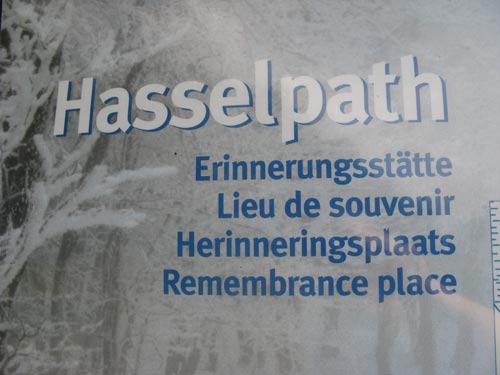 Hasselpath
Erinnerungsstätte
Lieu de souvenir
Herinneringsplaats
Remembrance place